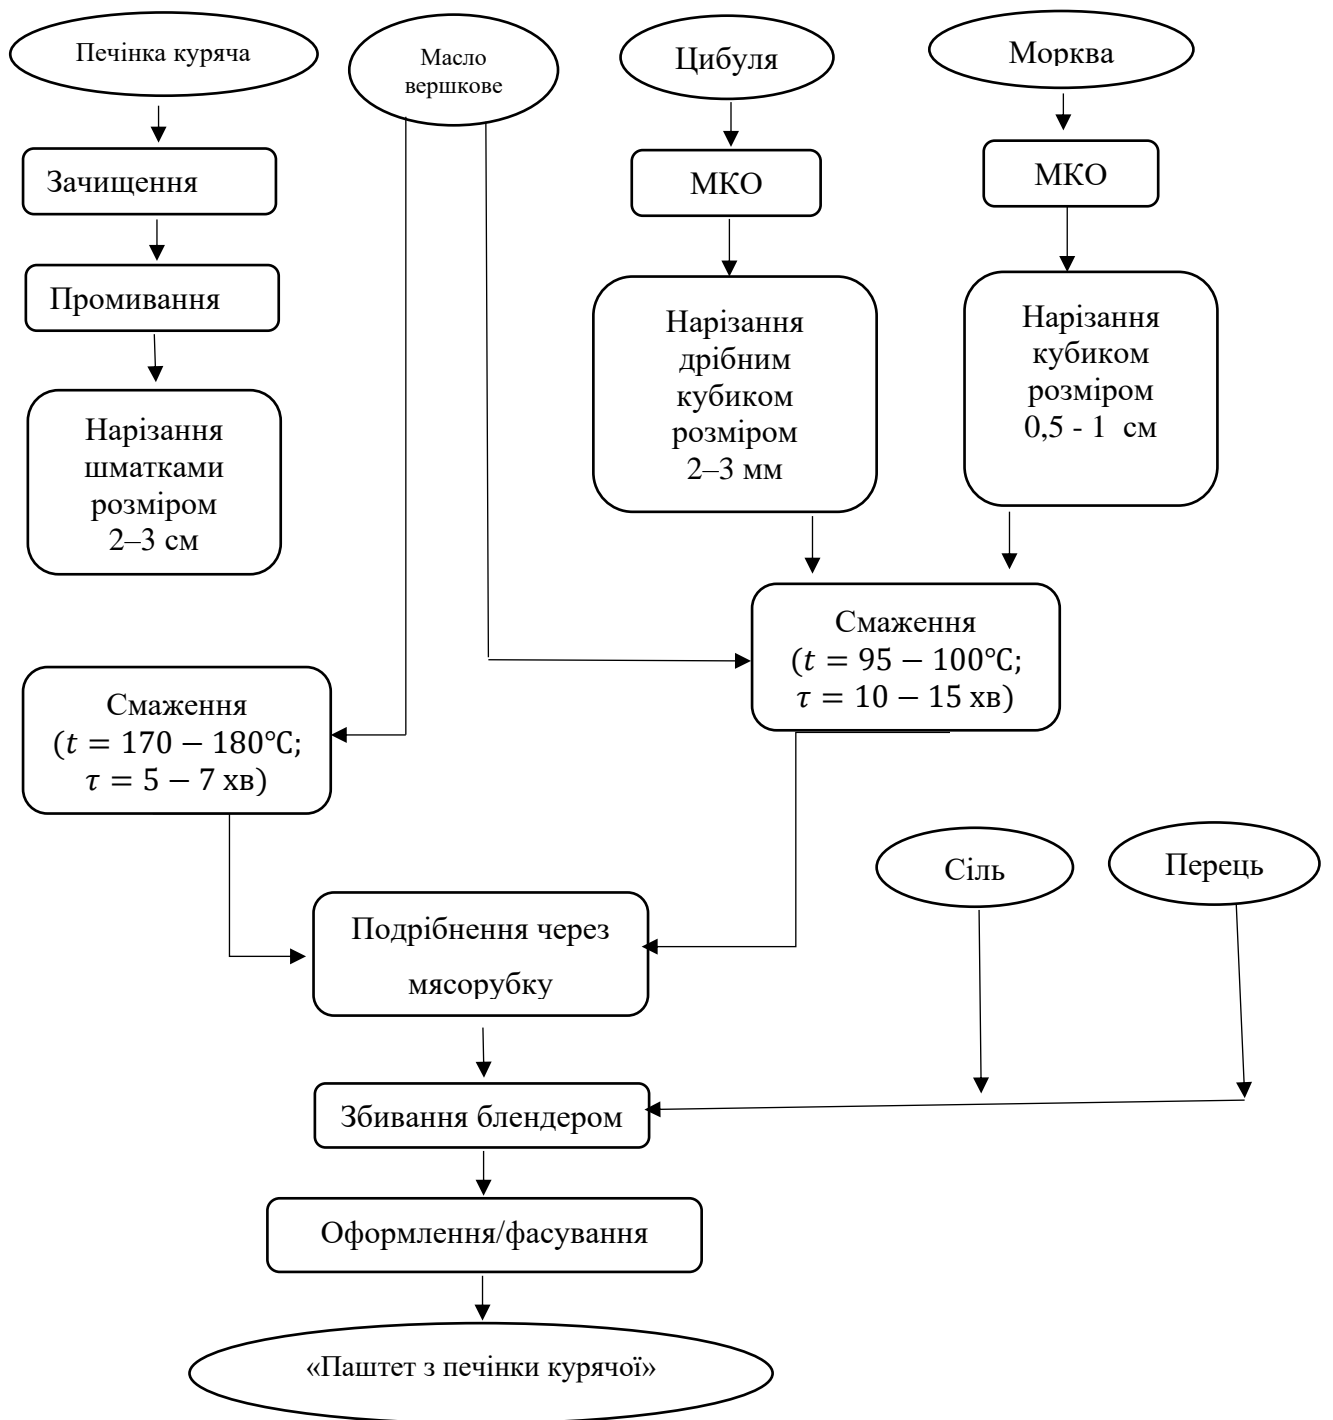 Печінка куряча
Масло
вершкове
Цибуля
Морква
Зачищення
МКО
МКО
Промивання
Нарізання
шматками
розміром
2–3 см
Нарізання
дрібним
кубиком
розміром
2–3 мм
Нарізання
кубиком
розміром
0,5 - 1 см
Смаження
(t = 95 − 100℃;
τ = 10 − 15 хв)
Смаження
(t = 170 − 180℃;
τ = 5 − 7 хв)
Сіль
Перець
Подрібнення через
мясорубку
Збивання блендером
Оформлення/фасування
«Паштет з печінки курячої»